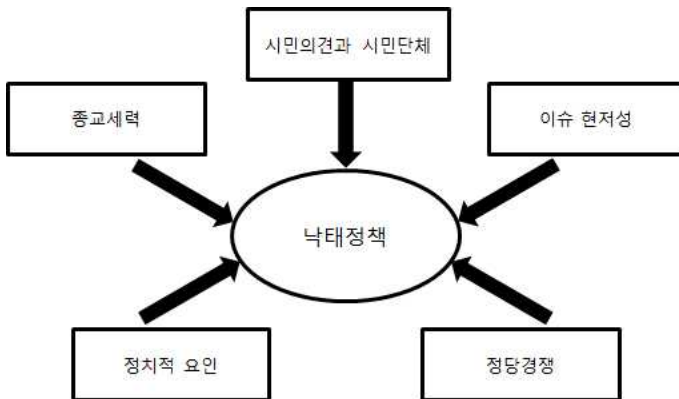 시민의견과 시민단체
종교세력
이슈 현저성
낙태정책
정치적 요인
정당경쟁